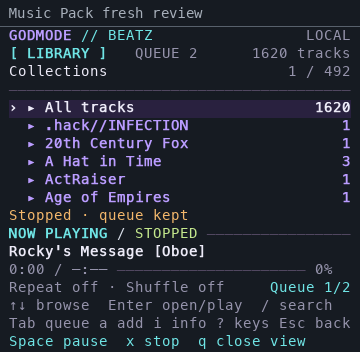 Music Pack fresh review
GODMODE // BEATZ LOCAL
[ LIBRARY ] QUEUE 2 1620 tracks
Collections 1 / 492
› ▸ All tracks 1620
▸ .hack//INFECTION 1
▸ 20th Century Fox 1
▸ A Hat in Time 3
▸ ActRaiser 1
▸ Age of Empires 1
Stopped · queue kept
NOW PLAYING / STOPPED
Rocky's Message [Oboe]
0:00 / —:—— 0%
Repeat off · Shuffle off Queue 1/2
↑↓ browse Enter open/play / search
Tab queue a add i info ? keys Esc back
Space pause x stop q close view